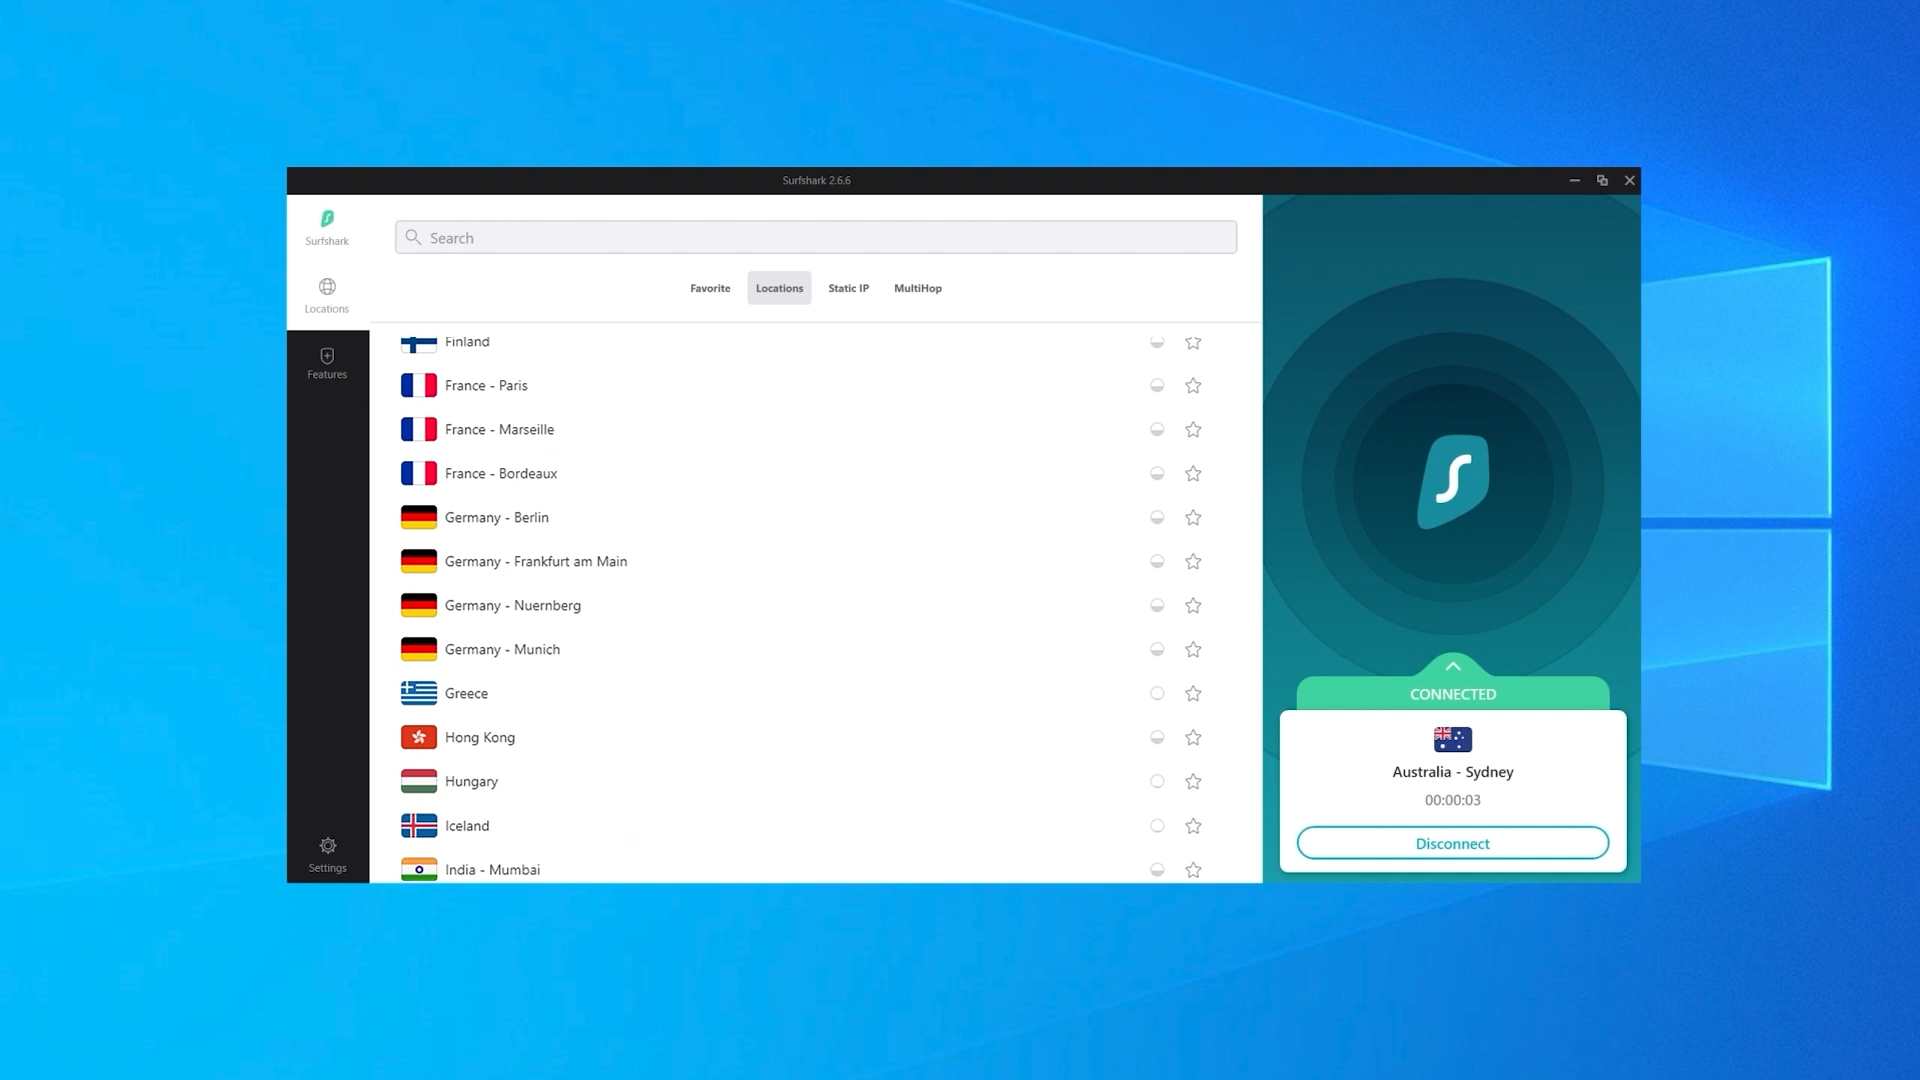 Surfshark 2.6.6
Surfshark
Locations
Features
Settings
Search
Favorite Locations Static IP MultiHop
Finland
France - Paris
France - Marseille
France - Bordeaux
Germany - Berlin
Germany - Frankfurt am Main
Germany - Nuernberg
Germany - Munich
Greece
Hong Kong
Hungary
Iceland
India - Mumbai
CONNECTED
Australia - Sydney
00:00:03
Disconnect